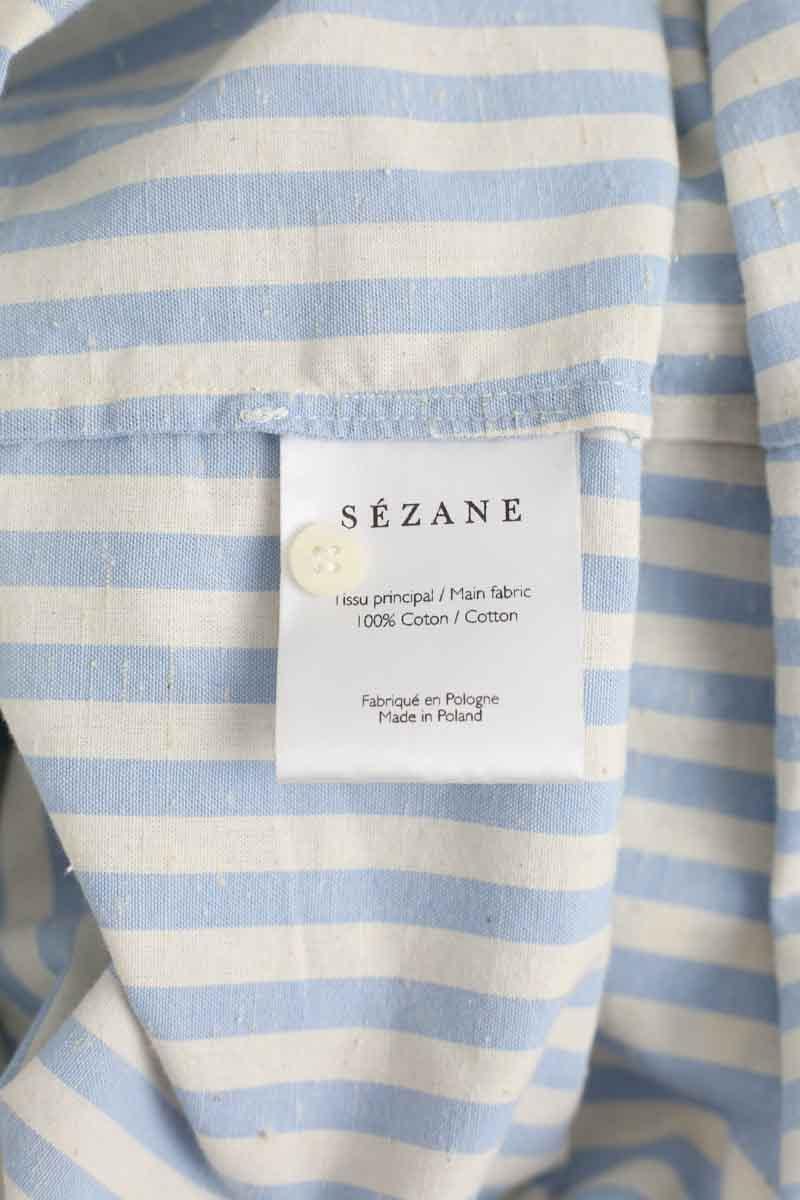 SÉZANE
Tissu principal / Main fabric
100% Coton / Cotton
Fabriqué en Pologne
Made in Poland